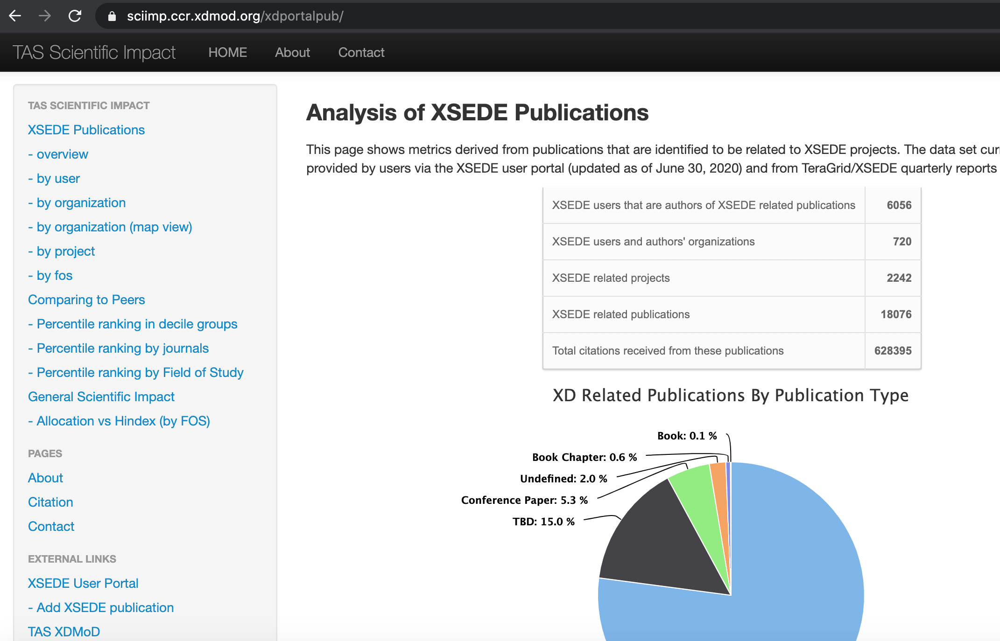 sciimp.ccr.xdmod.org/xdportalpub/
TAS Scientific Impact HOME About Contact
TAS SCIENTIFIC IMPACT
XSEDE Publications
- overview
- by user
- by organization
- by organization (map view)
- by project
- by fos
Comparing to Peers
- Percentile ranking in decile groups
- Percentile ranking by journals
- Percentile ranking by Field of Study
General Scientific Impact
- Allocation vs Hindex (by FOS)
PAGES
About
Citation
Contact
EXTERNAL LINKS
XSEDE User Portal
- Add XSEDE publication
TAS XDMoD
Analysis of XSEDE Publications
This page shows metrics derived from publications that are identified to be related to XSEDE projects. The data set
provided by users via the XSEDE user portal (updated as of June 30, 2020) and from TeraGrid/XSEDE quarterly reports
XSEDE users that are authors of XSEDE related publications 6056
XSEDE users and authors' organizations 720
XSEDE related projects 2242
XSEDE related publications 18076
Total citations received from these publications 628395
XD Related Publications By Publication Type
Book: 0.1 %
Book Chapter: 0.6 %
Undefined: 2.0 %
Conference Paper: 5.3 %
TBD: 15.0 %